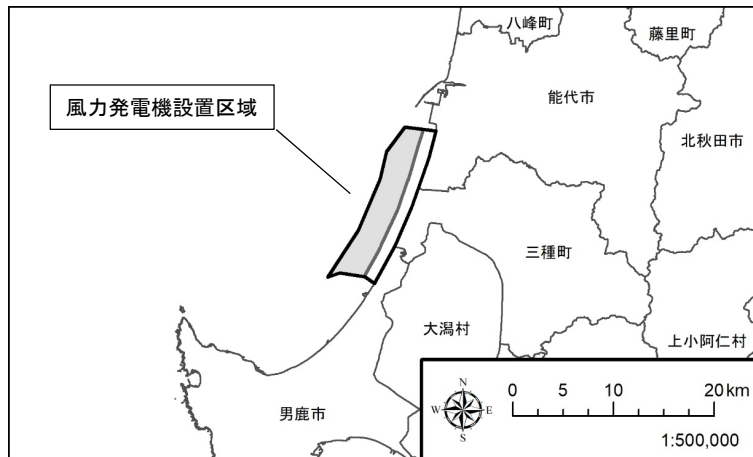 八峰町
藤里町
風力発電機設置区域
能代市
北秋田市
三種町
大潟村
上小阿仁村
男鹿市
N
W
E
S
0 5 10 20 km
1:500,000